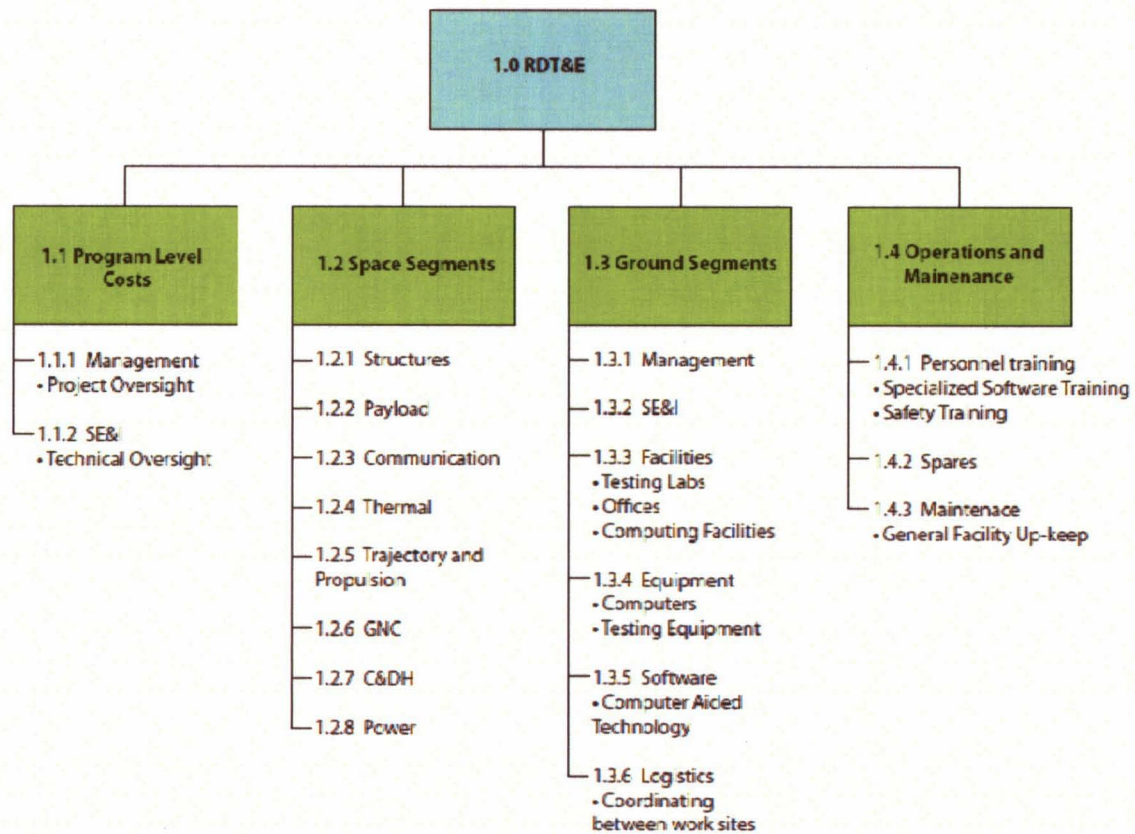 1.0 RDT&E
1.1 Program Level
Costs
1.1.1 Management
• Project Oversight
1.1.2 SE&I
• Technical Oversight
1.2 Space Segments
1.2.1 Structures
1.2.2 Payload
1.2.3 Communication
1.2.4 Thermal
1.2.5 Trajectory and
Propulsion
1.2.6 GNC
1.2.7 C&DH
1.2.8 Power
1.3 Ground Segments
1.3.1 Management
1.3.2 SE&I
1.3.3 Facilities
• Testing Labs
• Offices
• Computing Facilities
1.3.4 Equipment
• Computers
• Testing Equipment
1.3.5 Software
• Computer Aided
Technology
1.3.6 Logistics
• Coordinating
between work sites
1.4 Operations and
Mainenance
1.4.1 Personnel training
• Specialized Software Training
• Safety Training
1.4.2 Spares
1.4.3 Maintenace
• General Facility Up-keep